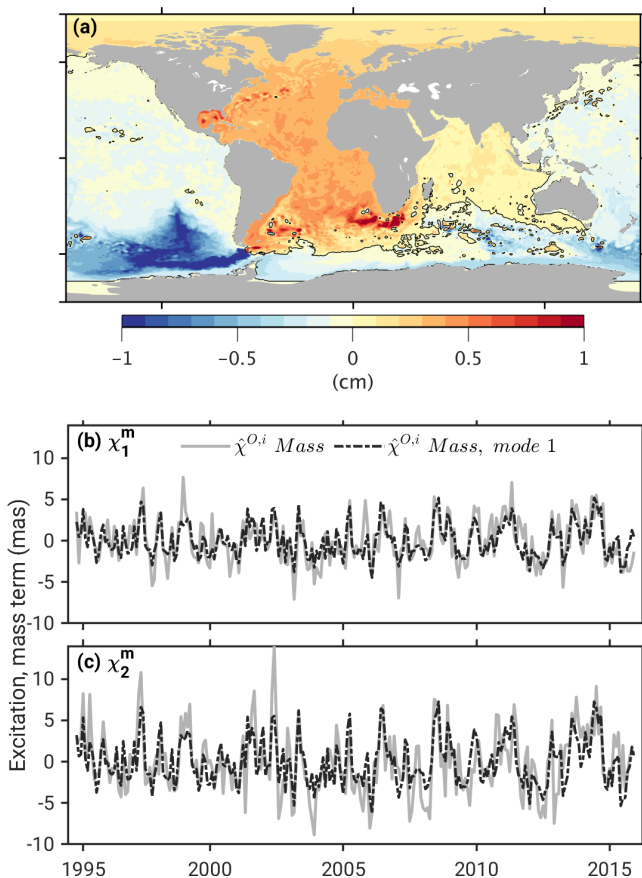 (a)
−1 −0.5 0 0.5 1
(cm)
Excitation, mass term (mas)
(b) χ₁ᵐ
χ̂^{O,i} Mass χ̂^{O,i} Mass, mode 1
10
5
0
-5
-10
(c) χ₂ᵐ
10
5
0
-5
-10
1995 2000 2005 2010 2015